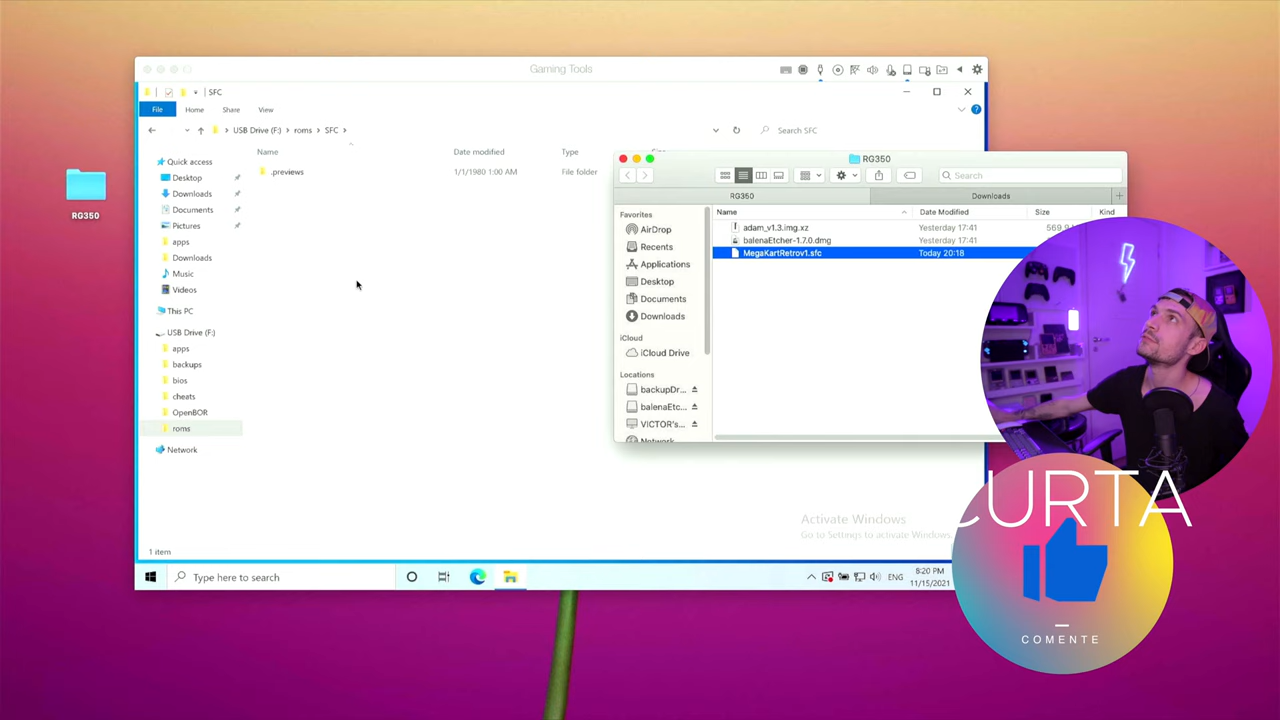 Gaming Tools
SFC
File Home Share View
USB Drive (F:) roms SFC
Search SFC
Name Date modified Type Size
.previews 1/1/1980 1:00 AM File folder
Quick access
Desktop
Downloads
Documents
Pictures
apps
Downloads
Music
Videos
This PC
USB Drive (F:)
apps
backups
bios
cheats
OpenBOR
roms
Network
1 item
Activate Windows
Go to Settings to activate Windows.
Type here to search
ENG
8:20 PM
11/15/2021
RG350
RG350
Search
RG350 Downloads
Favorites
AirDrop
Recents
Applications
Desktop
Documents
Downloads
iCloud
iCloud Drive
Locations
backupDr...
balenaEtc...
VICTOR's...
Network
Name Date Modified Size Kind
adam_v1.3.img.xz Yesterday 17:41
balenaEtcher-1.7.0.dmg Yesterday 17:41
MegaKartRetrov1.sfc Today 20:18
CURTA
COMENTE